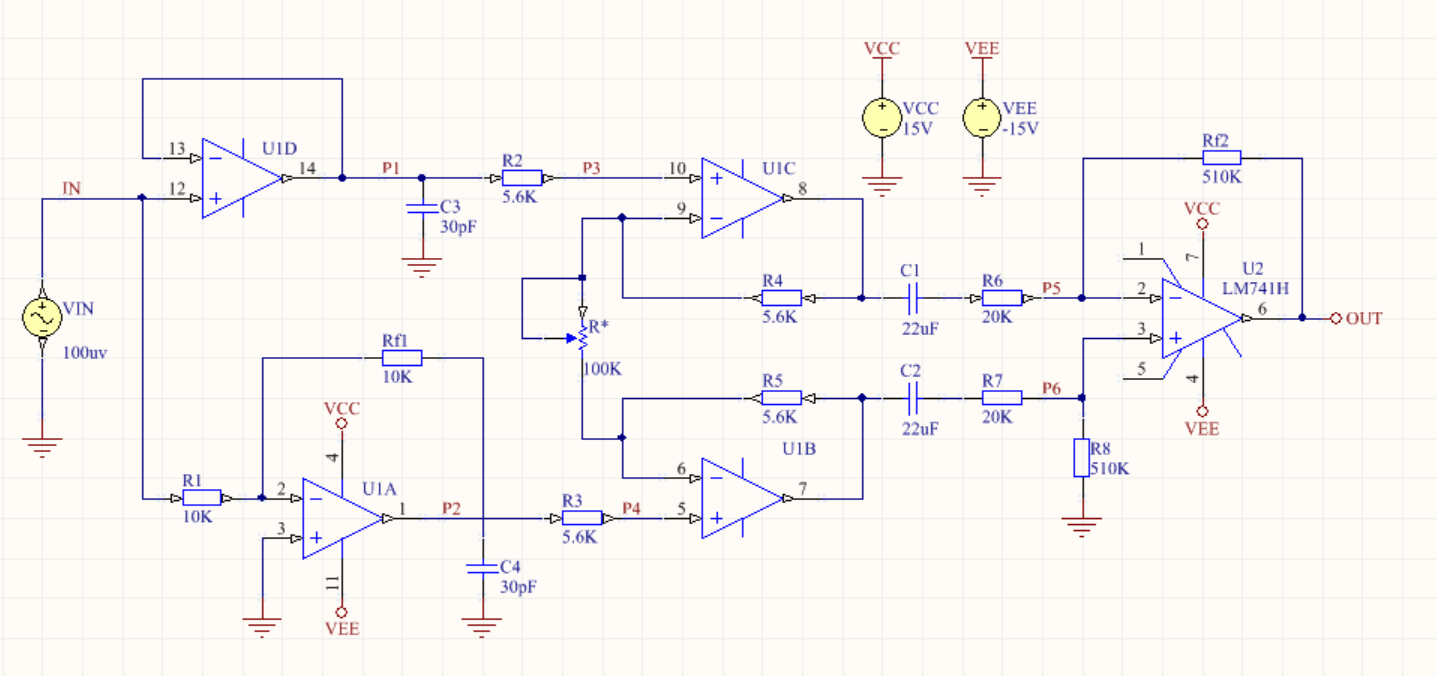 VCC
VEE
VCC
15V
VEE
-15V
Rf2
510K
13
U1D
14
P1
R2
5.6K
P3
10
U1C
8
9
IN
12
C3
30pF
VCC
7
1
U2
LM741H
VIN
100uv
R*
100K
R4
5.6K
C1
22uF
R6
20K
P5
2
3
6
OUT
5
4
VEE
Rf1
10K
R5
5.6K
C2
22uF
R7
20K
P6
R8
510K
VCC
4
U1B
6
7
5
R1
10K
2
U1A
1
3
P2
R3
5.6K
P4
11
VEE
C4
30pF